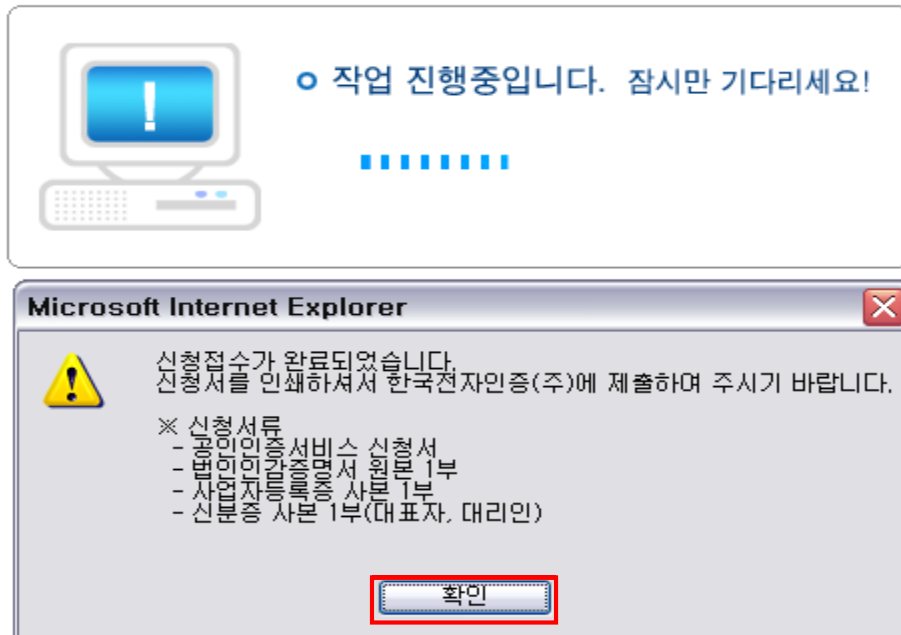 ! 작업 진행중입니다. 잠시만 기다리세요!
Microsoft Internet Explorer
신청접수가 완료되었습니다.
신청서를 인쇄하셔서 한국전자인증(주)에 제출하여 주시기 바랍니다.
※ 신청서류
- 공인인증서비스 신청서
- 법인인감증명서 원본 1부
- 사업자등록증 사본 1부
- 신분증 사본 1부(대표자, 대리인)
확인